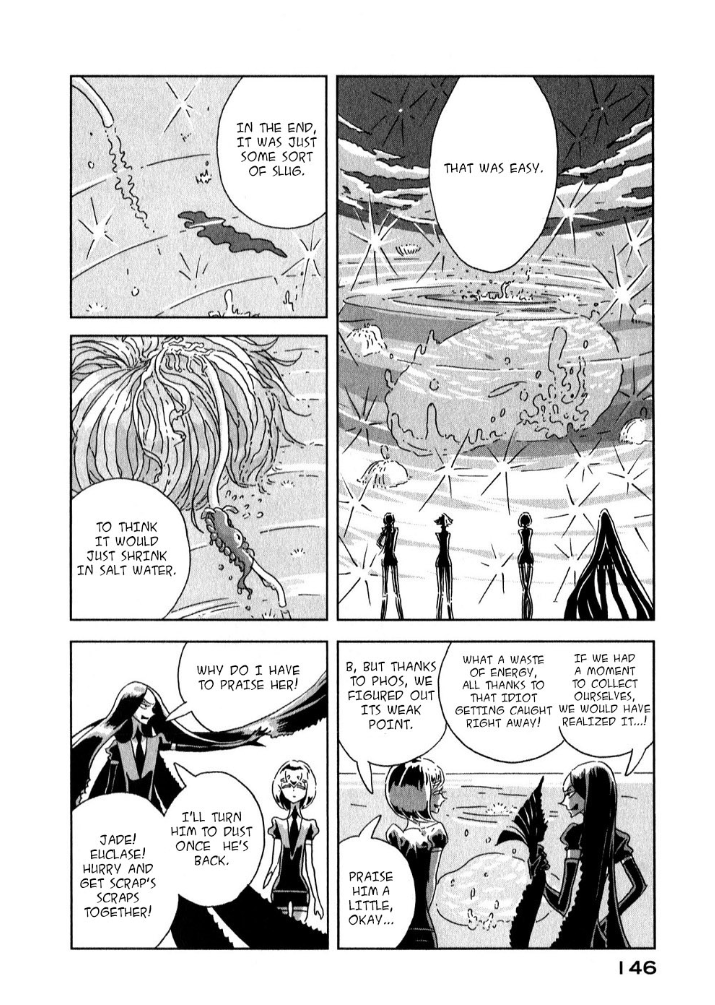 THAT WAS EASY.
IN THE END,
IT WAS JUST
SOME SORT
OF SLUG.
TO THINK
IT WOULD
JUST SHRINK
IN SALT WATER.
IF WE HAD
A MOMENT
TO COLLECT
OURSELVES,
WE WOULD HAVE
REALIZED IT...!
WHAT A WASTE
OF ENERGY,
ALL THANKS TO
THAT IDIOT
GETTING CAUGHT
RIGHT AWAY!
B, BUT THANKS
TO PHOS, WE
FIGURED OUT
ITS WEAK
POINT.
PRAISE
HIM A
LITTLE,
OKAY...
WHY DO I HAVE
TO PRAISE HER!
I'LL TURN
HIM TO DUST
ONCE HE'S
BACK.
JADE!
EUCLASE!
HURRY AND
GET SCRAP'S
SCRAPS
TOGETHER!
146